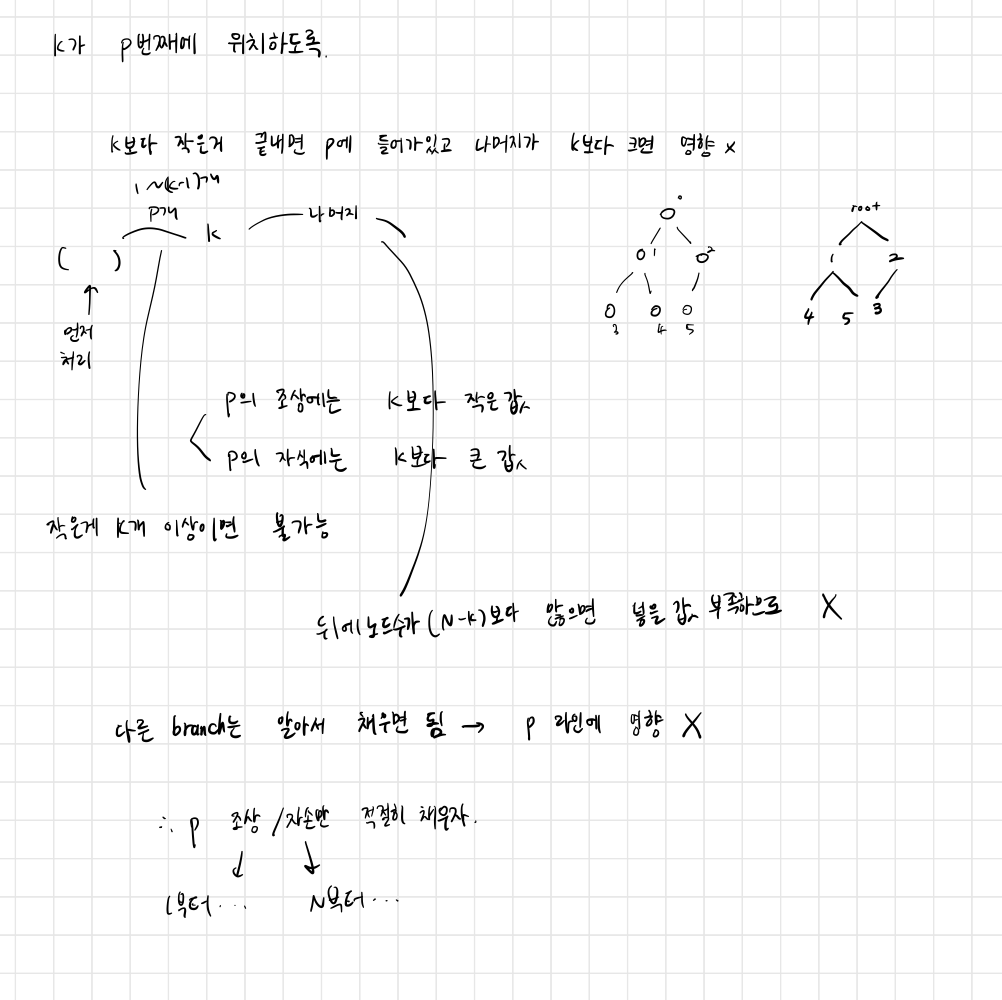 k가 p번째에 위치하도록.
k보다 작은거 끝내면 p에 들어가있고 나머지가 k보다 크면 영향 x
1~(k-1)개
p개 k 나머지
( )
먼저
처리
0
1 2
3 4 5
root
1 2
4 5 3
p의 조상에는 k보다 작은 값
p의 자식에는 k보다 큰 값
작은게 k개 이상이면 불가능
뒤에 노드수가 (N-k)보다 많으면 넣을 값 부족하므로 X
다른 branch는 알아서 채우면 됨 → p 라인에 영향 X
∴ p 조상/자손만 적절히 채우자.
1부터... N부터...